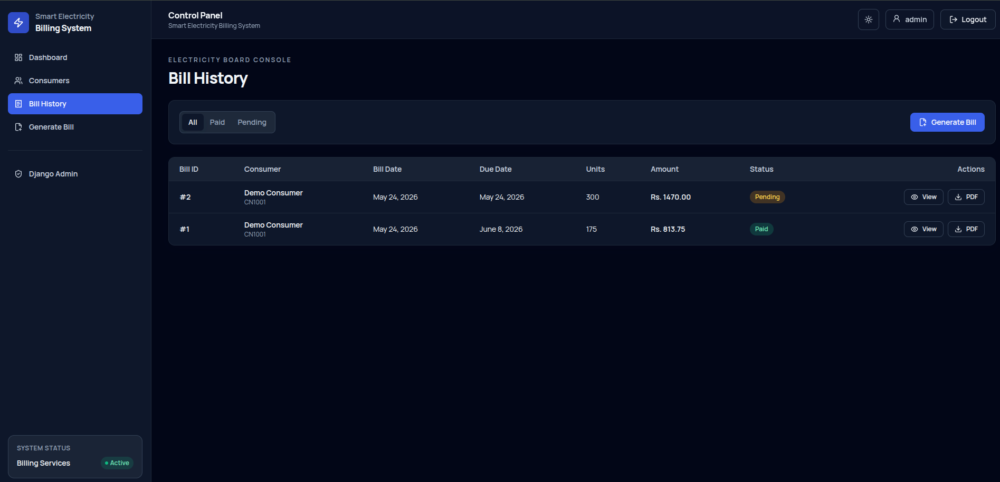 Smart Electricity
Billing System
Dashboard
Consumers
Bill History
Generate Bill
Django Admin
SYSTEM STATUS
Billing Services
Active
Control Panel
Smart Electricity Billing System
admin
Logout
ELECTRICITY BOARD CONSOLE
Bill History
All Paid Pending
Generate Bill
Bill ID Consumer Bill Date Due Date Units Amount Status Actions
#2 Demo Consumer CN1001 May 24, 2026 May 24, 2026 300 Rs. 1470.00 Pending View PDF
#1 Demo Consumer CN1001 May 24, 2026 June 8, 2026 175 Rs. 813.75 Paid View PDF